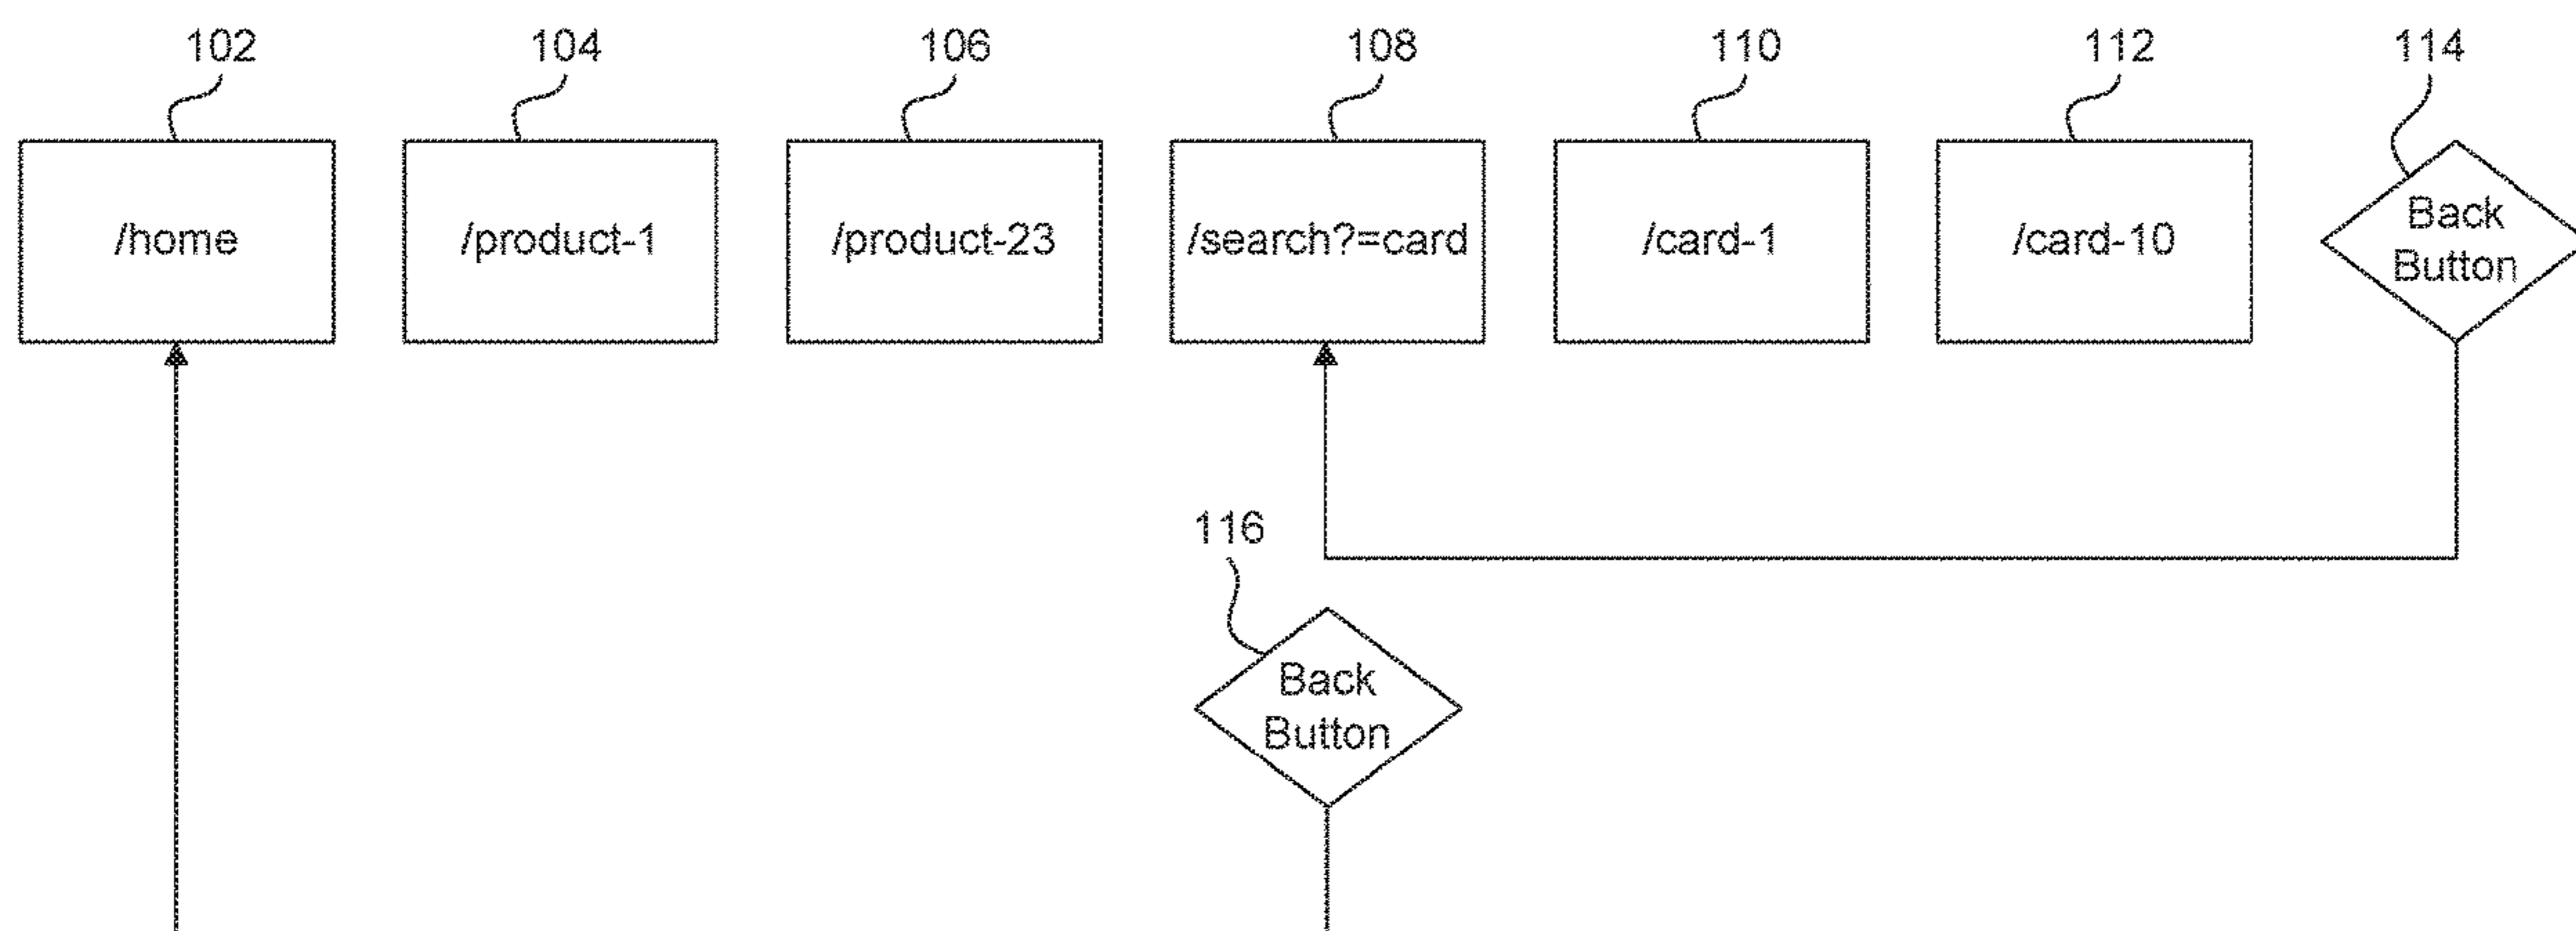 102
104
106
108
110
112
114
/home
/product-1
/product-23
/search?=card
/card-1
/card-10
Back
Button
116
Back
Button